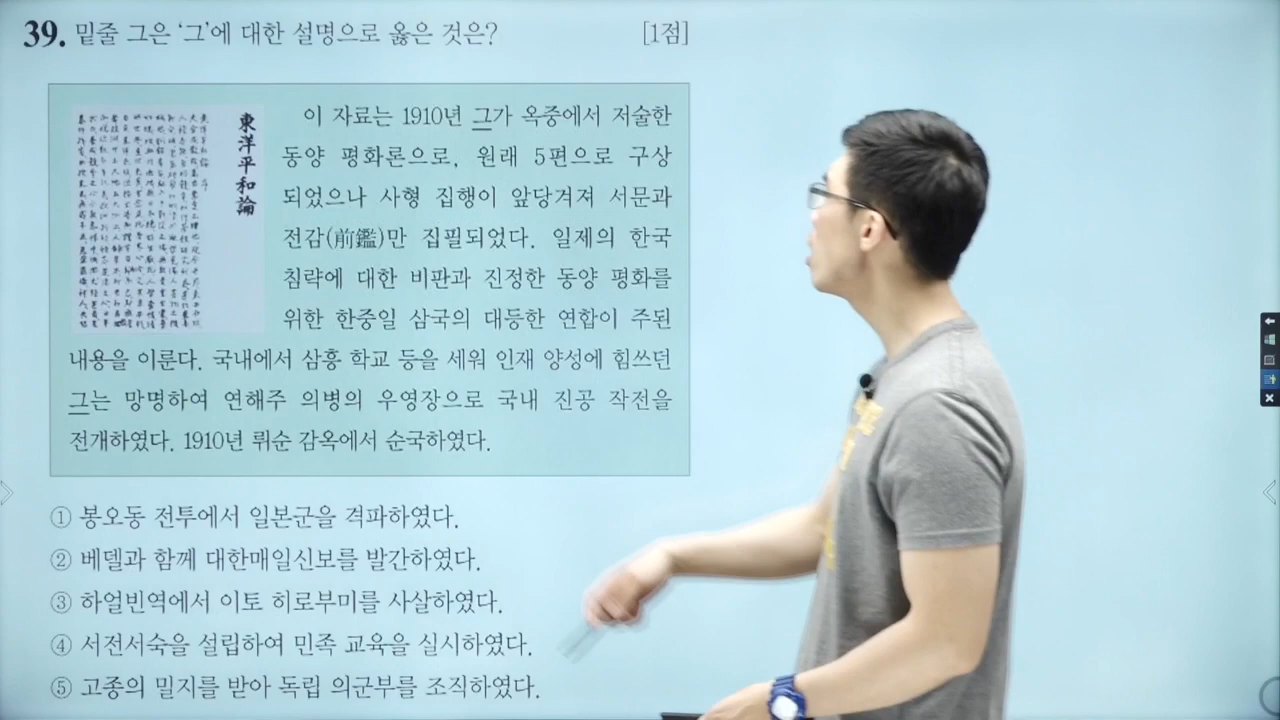 39. 밑줄 그은 ‘그’에 대한 설명으로 옳은 것은? [1점]
東洋平和論
이 자료는 1910년 그가 옥중에서 저술한
동양 평화론으로, 원래 5편으로 구상
되었으나 사형 집행이 앞당겨져 서문과
전감(前鑑)만 집필되었다. 일제의 한국
침략에 대한 비판과 진정한 동양 평화를
위한 한중일 삼국의 대등한 연합이 주된
내용을 이룬다. 국내에서 삼흥 학교 등을 세워 인재 양성에 힘쓰던
그는 망명하여 연해주 의병의 우영장으로 국내 진공 작전을
전개하였다. 1910년 뤼순 감옥에서 순국하였다.
① 봉오동 전투에서 일본군을 격파하였다.
② 베델과 함께 대한매일신보를 발간하였다.
③ 하얼빈역에서 이토 히로부미를 사살하였다.
④ 서전서숙을 설립하여 민족 교육을 실시하였다.
⑤ 고종의 밀지를 받아 독립 의군부를 조직하였다.